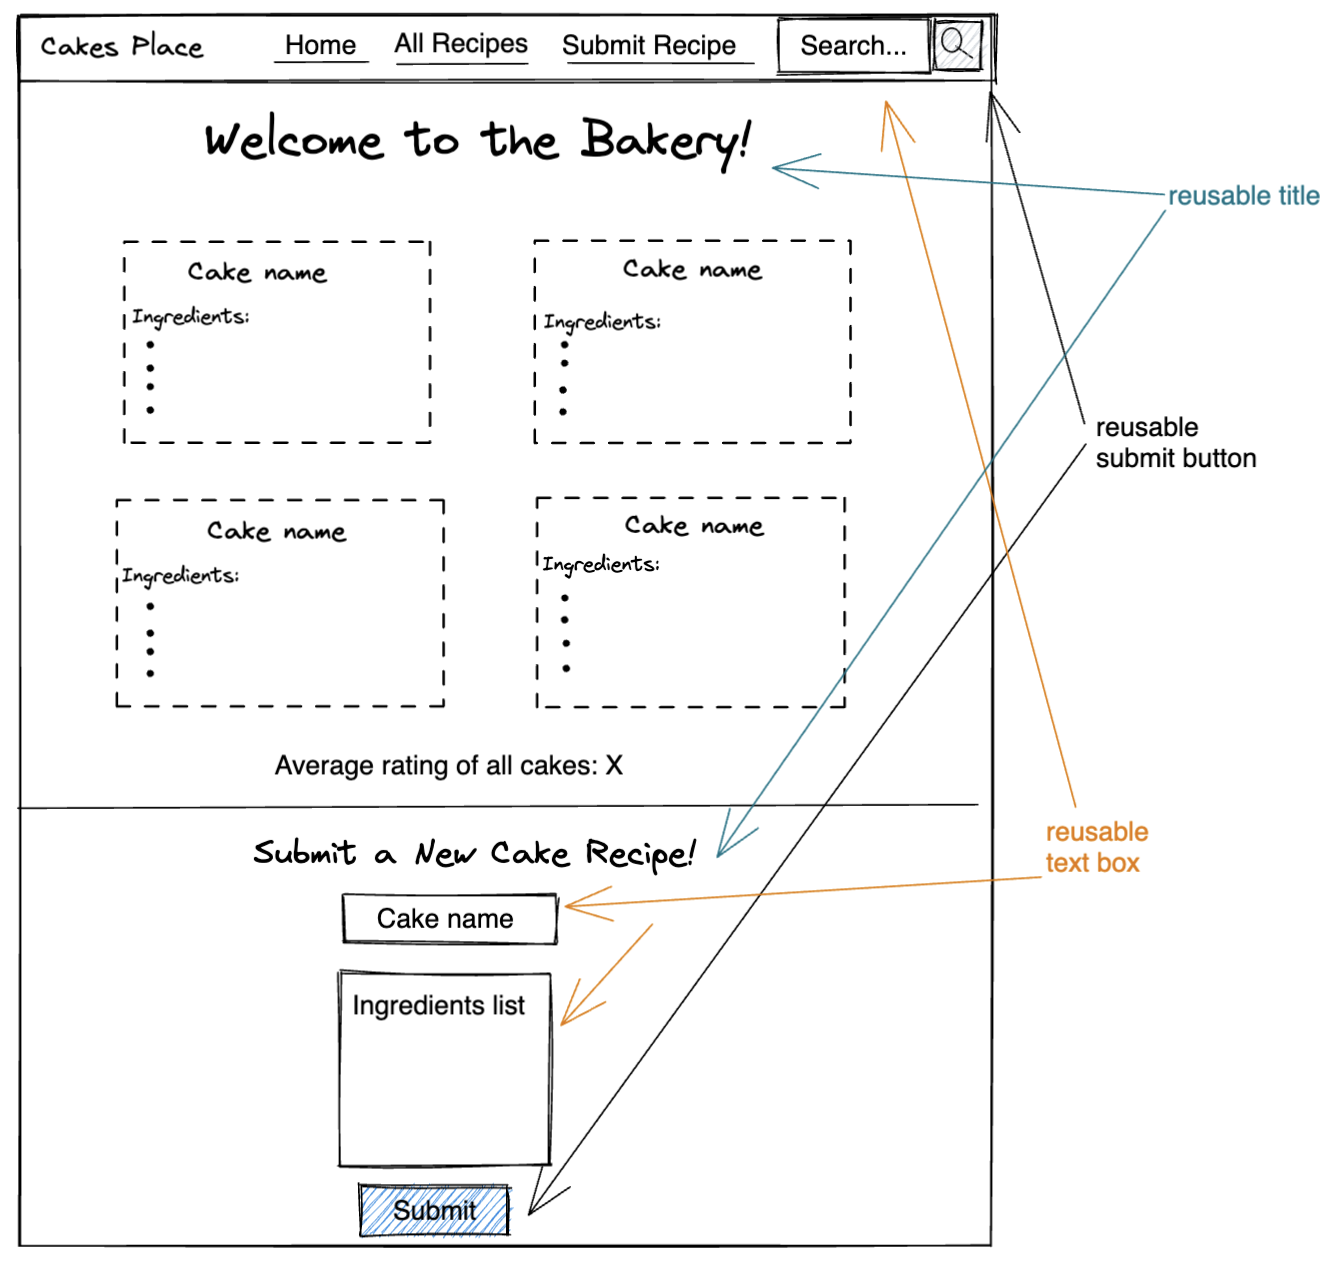 Cakes Place Home All Recipes Submit Recipe Search...
Welcome to the Bakery!
reusable title
Cake name
Ingredients:
Cake name
Ingredients:
reusable
submit button
Cake name
Ingredients:
Cake name
Ingredients:
Average rating of all cakes: X
reusable
text box
Submit a New Cake Recipe!
Cake name
Ingredients list
Submit